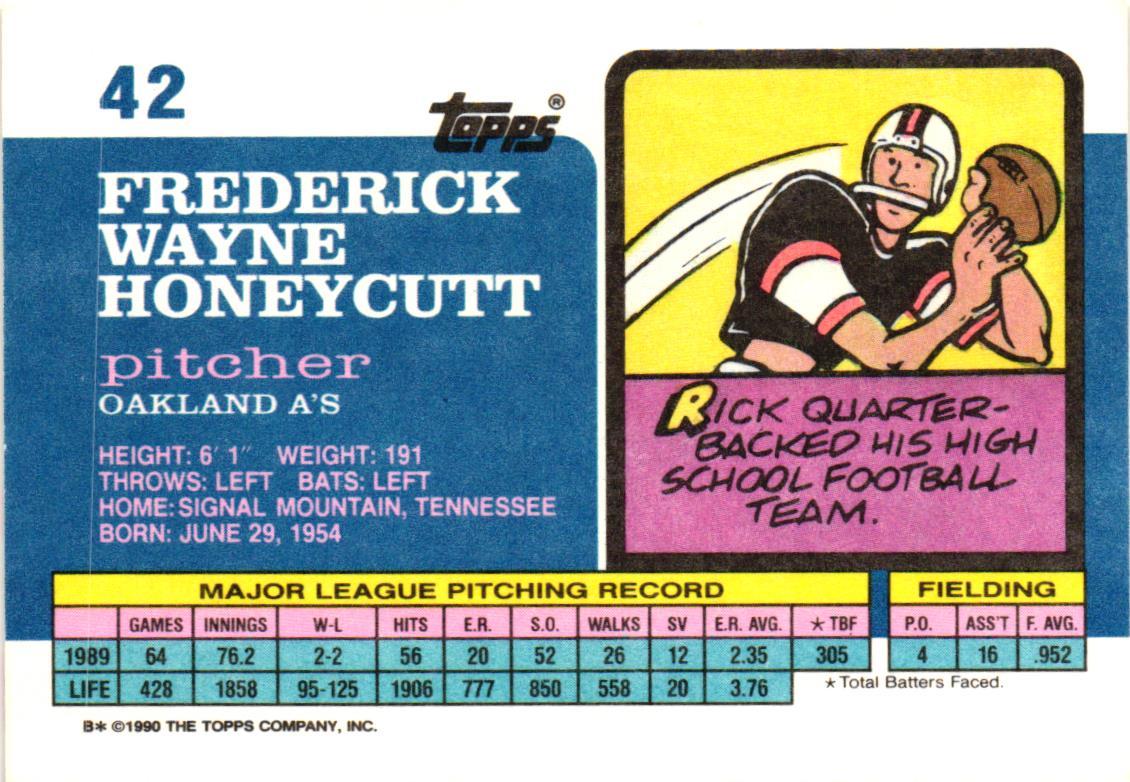 42
topps®
FREDERICK
WAYNE
HONEYCUTT
pitcher
OAKLAND A'S
HEIGHT: 6' 1" WEIGHT: 191
THROWS: LEFT BATS: LEFT
HOME: SIGNAL MOUNTAIN, TENNESSEE
BORN: JUNE 29, 1954
RICK QUARTER-
BACKED HIS HIGH
SCHOOL FOOTBALL
TEAM.
MAJOR LEAGUE PITCHING RECORD
GAMES INNINGS W-L HITS E.R. S.O. WALKS SV E.R. AVG. * TBF
1989 64 76.2 2-2 56 20 52 26 12 2.35 305
LIFE 428 1858 95-125 1906 777 850 558 20 3.76
FIELDING
P.O. ASS'T F. AVG.
4 16 .952
* Total Batters Faced.
B* ©1990 THE TOPPS COMPANY, INC.